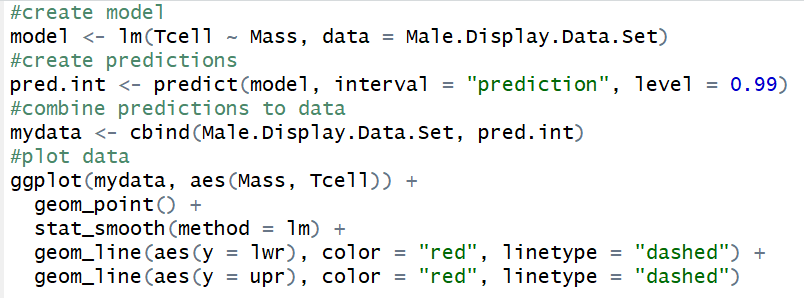 #create model
model <- lm(Tcell ~ Mass, data = Male.Display.Data.Set)
#create predictions
pred.int <- predict(model, interval = "prediction", level = 0.99)
#combine predictions to data
mydata <- cbind(Male.Display.Data.Set, pred.int)
#plot data
ggplot(mydata, aes(Mass, Tcell)) +
  geom_point() +
  stat_smooth(method = lm) +
  geom_line(aes(y = lwr), color = "red", linetype = "dashed") +
  geom_line(aes(y = upr), color = "red", linetype = "dashed")